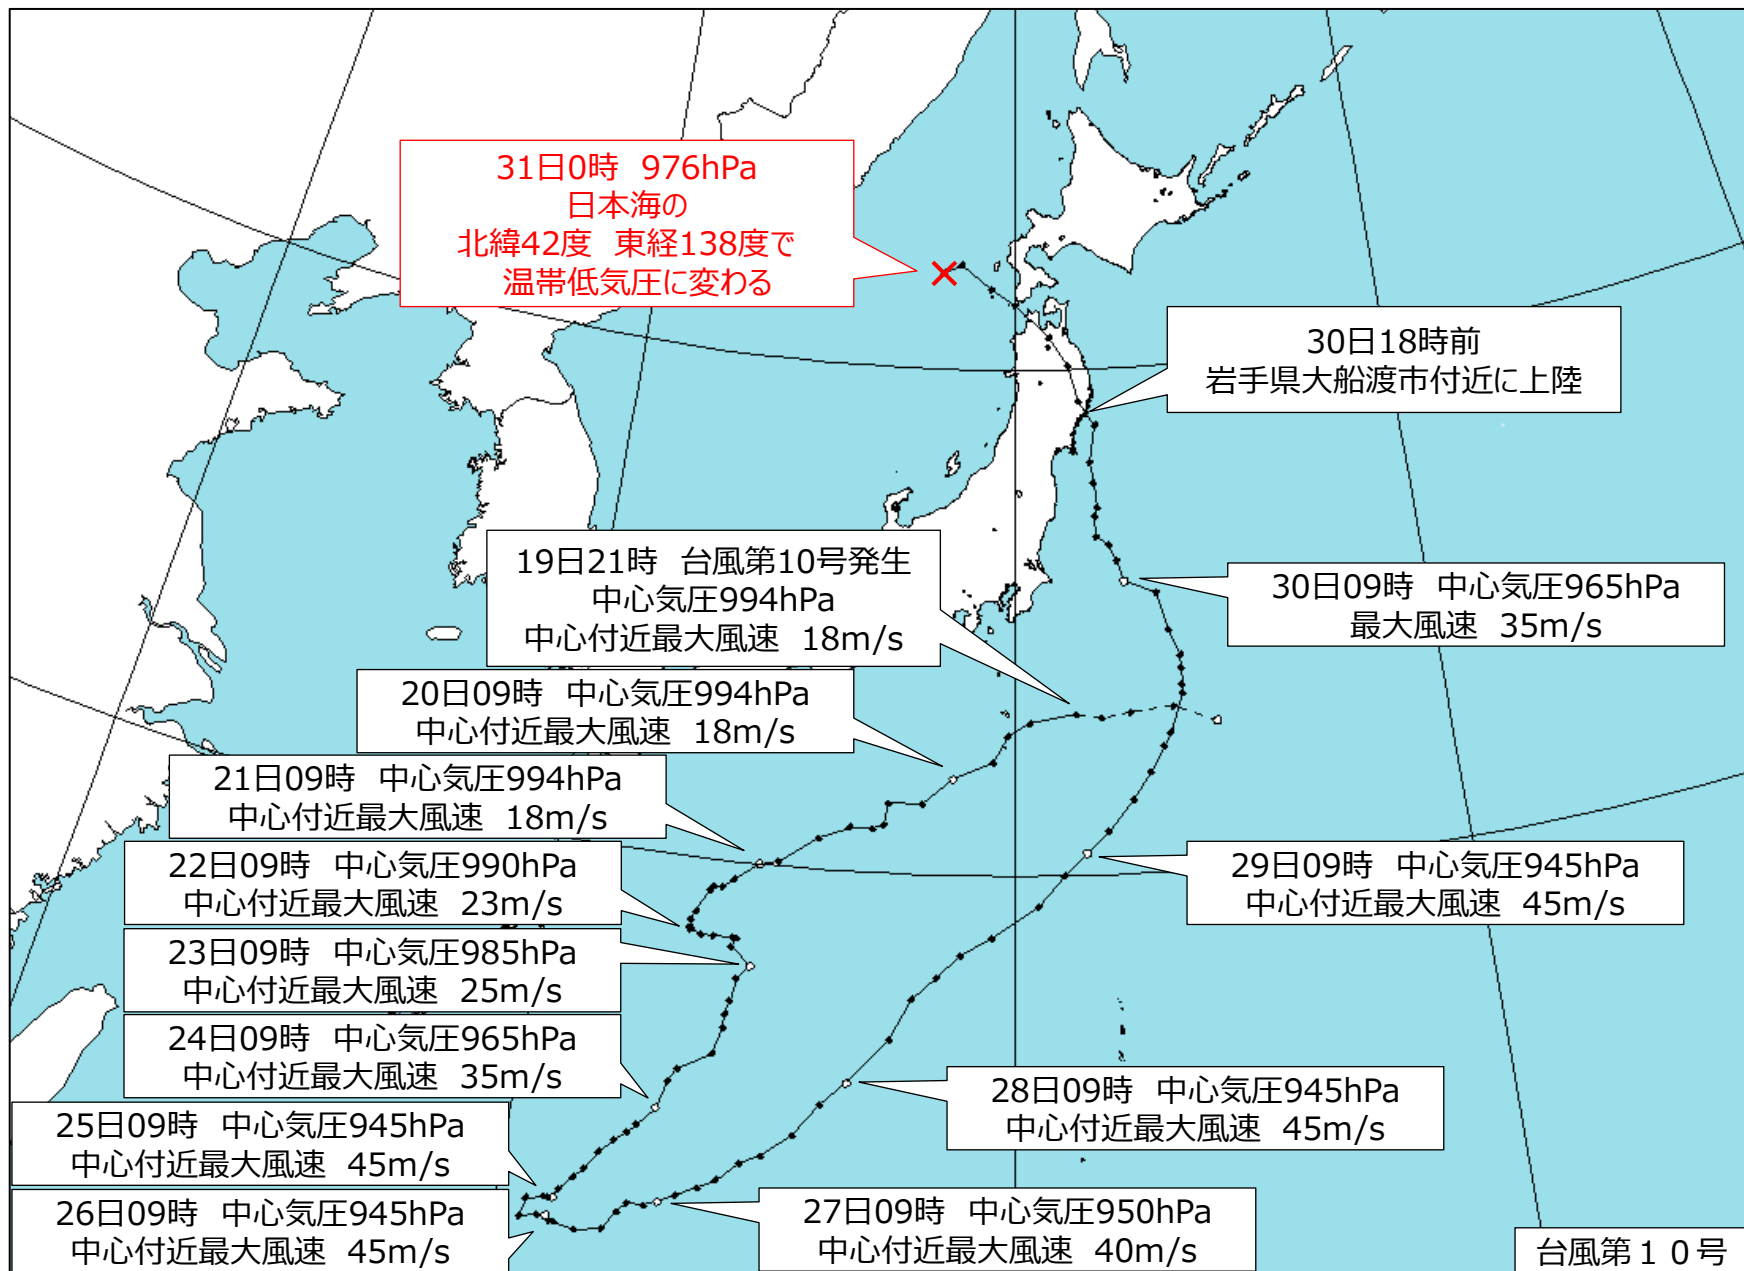 31日0時 976hPa
日本海の
北緯42度 東経138度で
温帯低気圧に変わる
30日18時前
岩手県大船渡市付近に上陸
19日21時 台風第10号発生
中心気圧994hPa
中心付近最大風速 18m/s
30日09時 中心気圧965hPa
最大風速 35m/s
20日09時 中心気圧994hPa
中心付近最大風速 18m/s
21日09時 中心気圧994hPa
中心付近最大風速 18m/s
22日09時 中心気圧990hPa
中心付近最大風速 23m/s
29日09時 中心気圧945hPa
中心付近最大風速 45m/s
23日09時 中心気圧985hPa
中心付近最大風速 25m/s
24日09時 中心気圧965hPa
中心付近最大風速 35m/s
28日09時 中心気圧945hPa
中心付近最大風速 45m/s
25日09時 中心気圧945hPa
中心付近最大風速 45m/s
26日09時 中心気圧945hPa
中心付近最大風速 45m/s
27日09時 中心気圧950hPa
中心付近最大風速 40m/s
台風第１０号